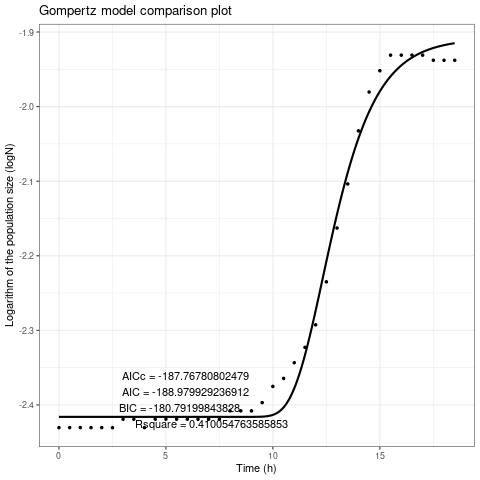 Gompertz model comparison plot
Logarithm of the population size (logN)
-1.9
-2.0
-2.1
-2.2
-2.3
-2.4
AICc = -187.76780802479
AIC = -188.979929236912
BIC = -180.79199843828
Rsquare = 0.410054763585853
0 5 10 15
Time (h)